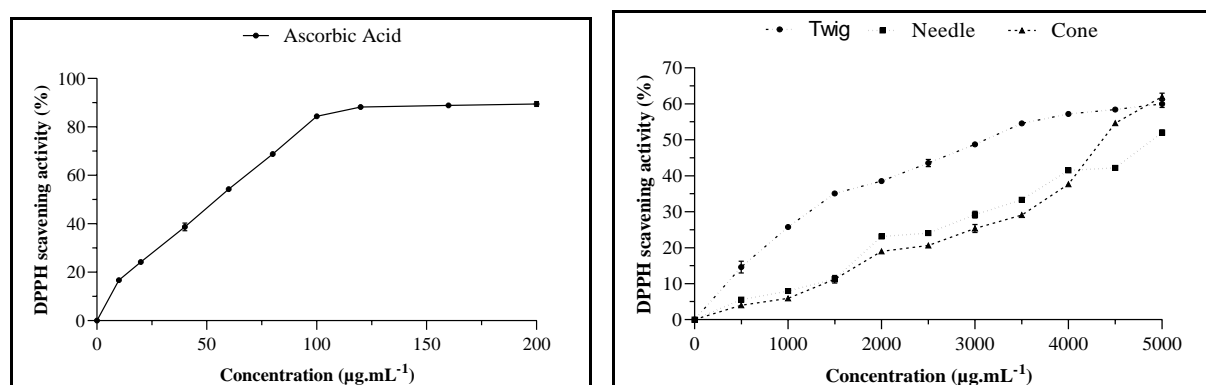 Ascorbic Acid
100
80
60
40
20
0
DPPH scavening activity (%)
0 50 100 150 200
Concentration (µg.mL⁻¹)
Twig Needle Cone
70
60
50
40
30
20
10
0
DPPH scavening activity (%)
0 1000 2000 3000 4000 5000
Concentration (µg.mL⁻¹)